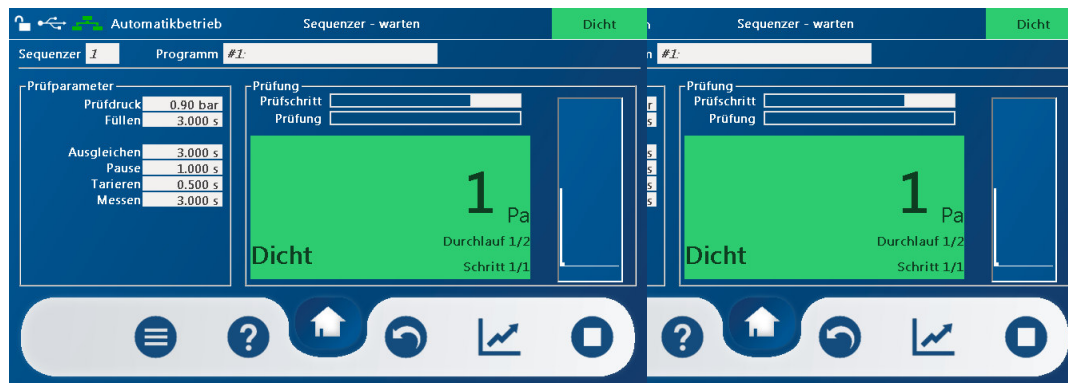 Automatikbetrieb Sequenzer - warten Dicht
Sequenzer 1 Programm #1:
Prüfparameter
Prüfdruck 0.90 bar
Füllen 3.000 s
Ausgleichen 3.000 s
Pause 1.000 s
Tarieren 0.500 s
Messen 3.000 s
Prüfung
Prüfschritt
Prüfung
1 Pa
Durchlauf 1/2
Dicht
Schritt 1/1
?
n Sequenzer - warten Dicht
n #1:
r
s
s
s
s
s
Prüfung
Prüfschritt
Prüfung
1 Pa
Durchlauf 1/2
Dicht
Schritt 1/1
?